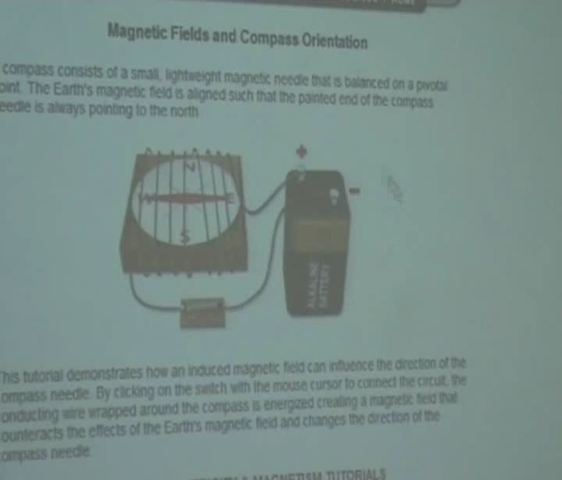 Magnetic Fields and Compass Orientation
compass consists of a small, lightweight magnetic needle that is balanced on a pivotal
oint. The Earth's magnetic field is aligned such that the painted end of the compass
eedle is always pointing to the north
+
-
N
W E
S
ALKALINE
BATTERY
his tutorial demonstrates how an induced magnetic field can influence the direction of the
ompass needle. By clicking on the switch with the mouse cursor to connect the circuit, the
onducting wire wrapped around the compass is energized creating a magnetic field that
ounteracts the effects of the Earth's magnetic field and changes the direction of the
ompass needle.
& MAGNETISM TUTORIALS